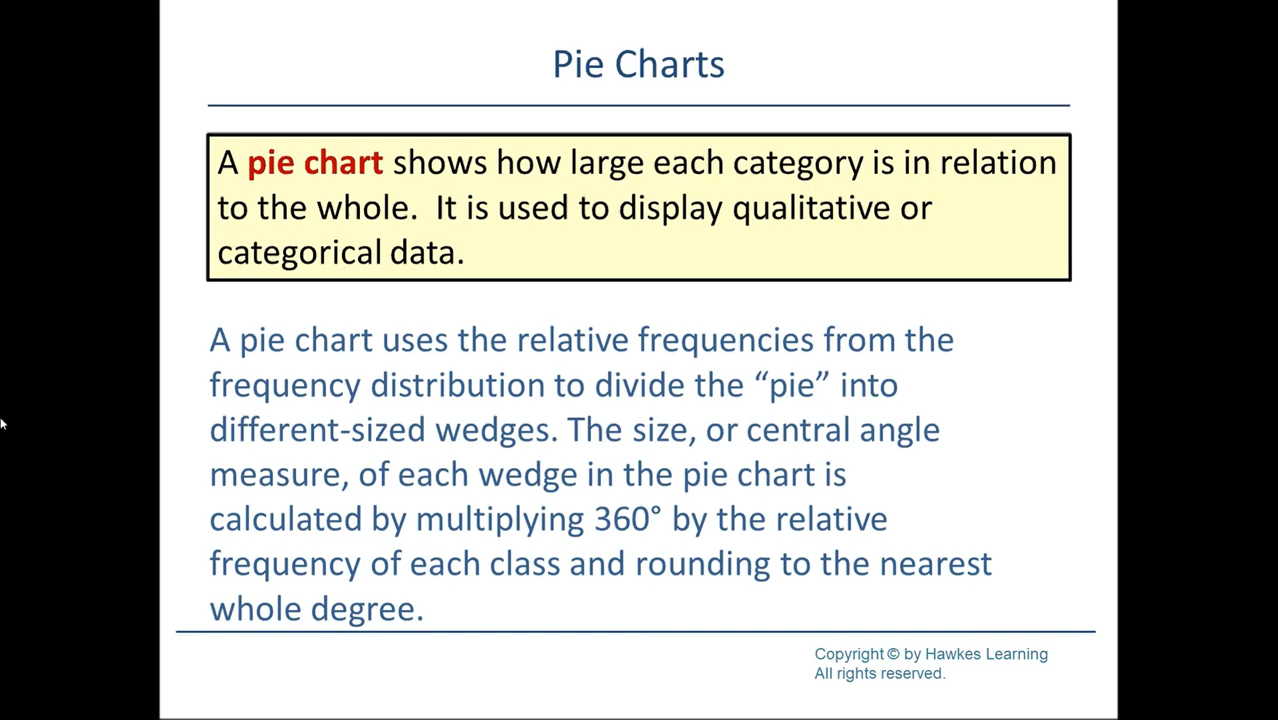 Pie Charts
A pie chart shows how large each category is in relation
to the whole.  It is used to display qualitative or
categorical data.
A pie chart uses the relative frequencies from the
frequency distribution to divide the “pie” into
different-sized wedges. The size, or central angle
measure, of each wedge in the pie chart is
calculated by multiplying 360° by the relative
frequency of each class and rounding to the nearest
whole degree.
Copyright © by Hawkes Learning
All rights reserved.